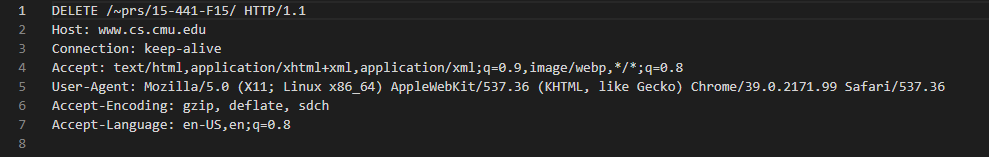 1 DELETE /~prs/15-441-F15/ HTTP/1.1
2 Host: www.cs.cmu.edu
3 Connection: keep-alive
4 Accept: text/html,application/xhtml+xml,application/xml;q=0.9,image/webp,*/*;q=0.8
5 User-Agent: Mozilla/5.0 (X11; Linux x86_64) AppleWebKit/537.36 (KHTML, like Gecko) Chrome/39.0.2171.99 Safari/537.36
6 Accept-Encoding: gzip, deflate, sdch
7 Accept-Language: en-US,en;q=0.8
8